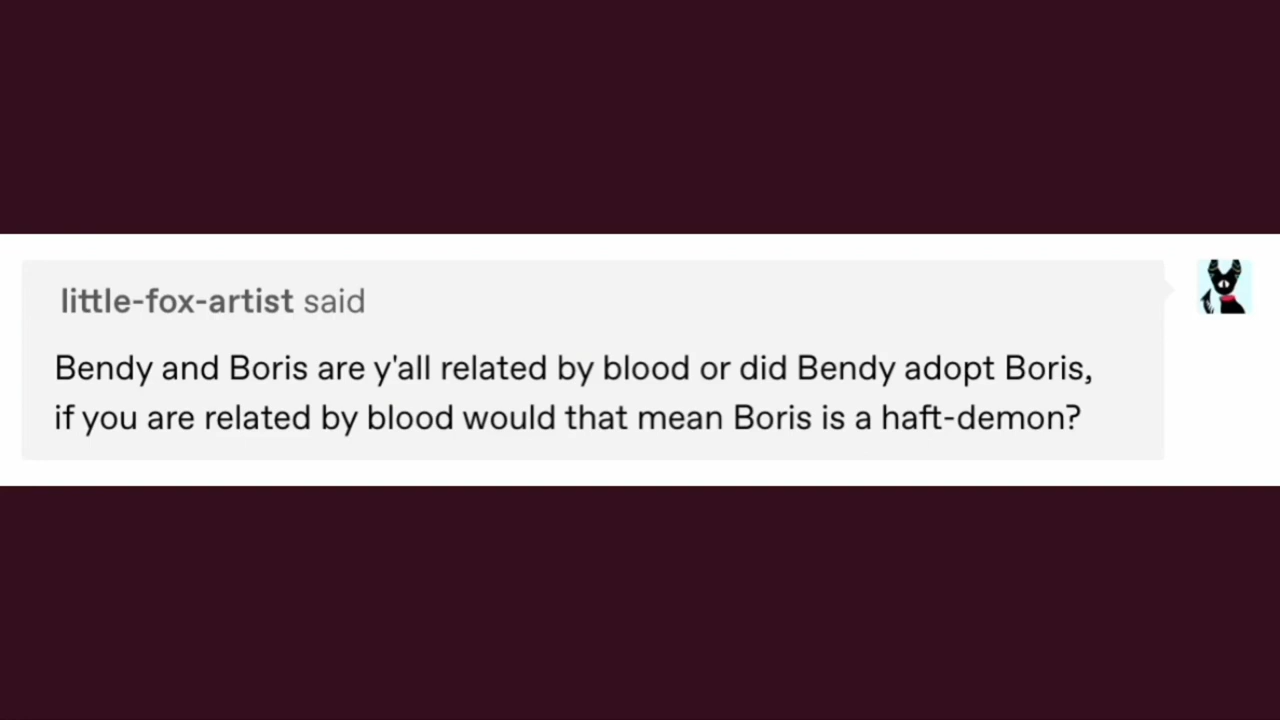 little-fox-artist said
Bendy and Boris are y'all related by blood or did Bendy adopt Boris,
if you are related by blood would that mean Boris is a haft-demon?